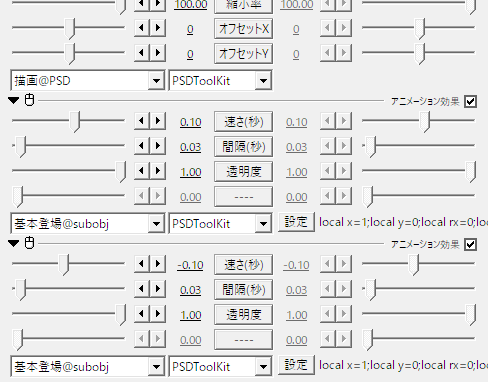 100.00 縮小率 100.00
0 オフセットX 0
0 オフセットY 0
描画@PSD PSDToolKit
アニメーション効果
0.10 速さ(秒) 0.10
0.03 間隔(秒) 0.03
1.00 透明度 1.00
0.00 ---- 0.00
基本登場@subobj PSDToolKit 設定 local x=1;local y=0;local rx=0;lo
アニメーション効果
-0.10 速さ(秒) -0.10
0.03 間隔(秒) 0.03
1.00 透明度 1.00
0.00 ---- 0.00
基本登場@subobj PSDToolKit 設定 local x=1;local y=0;local rx=0;lo